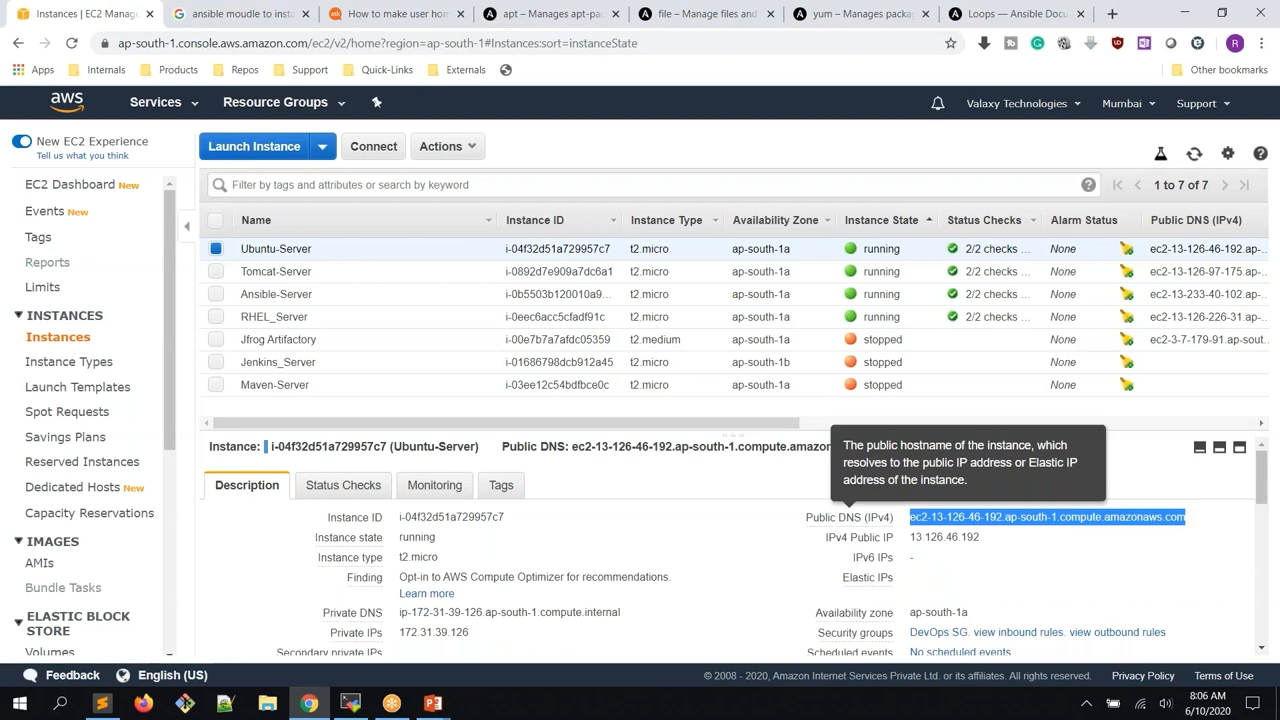 Instances | EC2 Manage
ansible moudle to insta
How to make user hom
apt – Manages apt-pac
file – Manage files and
yum – Manages packag
Loops — Ansible Docu
ap-south-1.console.aws.amazon.com/ec2/v2/home?region=ap-south-1#Instances:sort=instanceState
Apps Internals Products Repos Support Quick-Links Externals Other bookmarks
aws Services Resource Groups Valaxy Technologies Mumbai Support
New EC2 Experience
Tell us what you think
EC2 Dashboard New
Events New
Tags
Reports
Limits
INSTANCES
Instances
Instance Types
Launch Templates
Spot Requests
Savings Plans
Reserved Instances
Dedicated Hosts New
Capacity Reservations
IMAGES
AMIs
Bundle Tasks
ELASTIC BLOCK
STORE
Volumes
Launch Instance Connect Actions
Filter by tags and attributes or search by keyword
1 to 7 of 7
Name Instance ID Instance Type Availability Zone Instance State Status Checks Alarm Status Public DNS (IPv4)
Ubuntu-Server i-04f32d51a729957c7 t2.micro ap-south-1a running 2/2 checks ... None ec2-13-126-46-192.ap-...
Tomcat-Server i-0892d7e909a7dc6a1 t2.micro ap-south-1a running 2/2 checks ... None ec2-13-126-97-175.ap-...
Ansible-Server i-0b5503b120010a9... t2.micro ap-south-1a running 2/2 checks ... None ec2-13-233-40-102.ap-...
RHEL_Server i-0eec6acc5cfadf91c t2.micro ap-south-1a running 2/2 checks ... None ec2-13-126-226-31.ap-...
Jfrog Artifactory i-00e7b7a7afdc05359 t2.medium ap-south-1a stopped None ec2-3-7-179-91.ap-sout...
Jenkins_Server i-01686798dcb912a45 t2.micro ap-south-1b stopped None
Maven-Server i-03ee12c54bdfbce0c t2.micro ap-south-1a stopped None
Instance: i-04f32d51a729957c7 (Ubuntu-Server) Public DNS: ec2-13-126-46-192.ap-south-1.compute.amazon
The public hostname of the instance, which
resolves to the public IP address or Elastic IP
address of the instance.
Description Status Checks Monitoring Tags
Instance ID i-04f32d51a729957c7
Instance state running
Instance type t2.micro
Finding Opt-in to AWS Compute Optimizer for recommendations.
Learn more
Private DNS ip-172-31-39-126.ap-south-1.compute.internal
Private IPs 172.31.39.126
Secondary private IPs
Public DNS (IPv4) ec2-13-126-46-192.ap-south-1.compute.amazonaws.com
IPv4 Public IP 13.126.46.192
IPv6 IPs -
Elastic IPs
Availability zone ap-south-1a
Security groups DevOps SG. view inbound rules. view outbound rules
Scheduled events No scheduled events
Feedback English (US) © 2008 - 2020, Amazon Internet Services Private Ltd. or its affiliates. All rights reserved. Privacy Policy Terms of Use
8:06 AM
6/10/2020